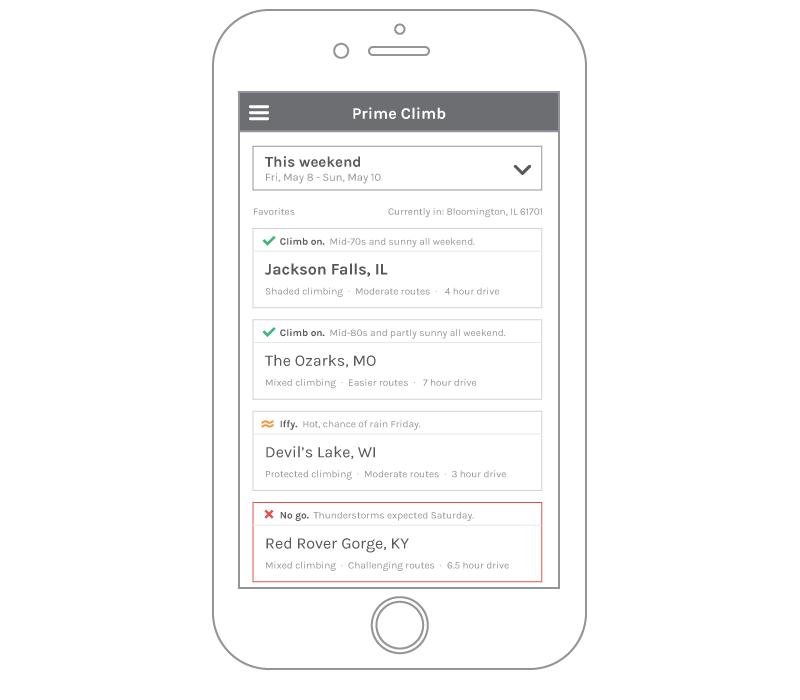 Prime Climb
This weekend
Fri, May 8 - Sun, May 10
Favorites Currently in: Bloomington, IL 61701
Climb on. Mid-70s and sunny all weekend.
Jackson Falls, IL
Shaded climbing · Moderate routes · 4 hour drive
Climb on. Mid-80s and partly sunny all weekend.
The Ozarks, MO
Mixed climbing · Easier routes · 7 hour drive
Iffy. Hot, chance of rain Friday.
Devil's Lake, WI
Protected climbing · Moderate routes · 3 hour drive
No go. Thunderstorms expected Saturday.
Red Rover Gorge, KY
Mixed climbing · Challenging routes · 6.5 hour drive